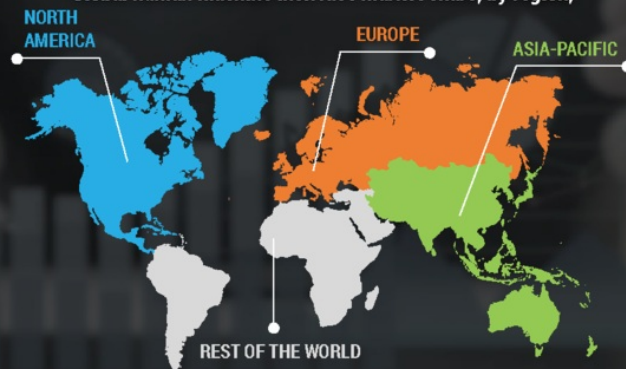 NORTH
AMERICA
EUROPE
ASIA-PACIFIC
REST OF THE WORLD